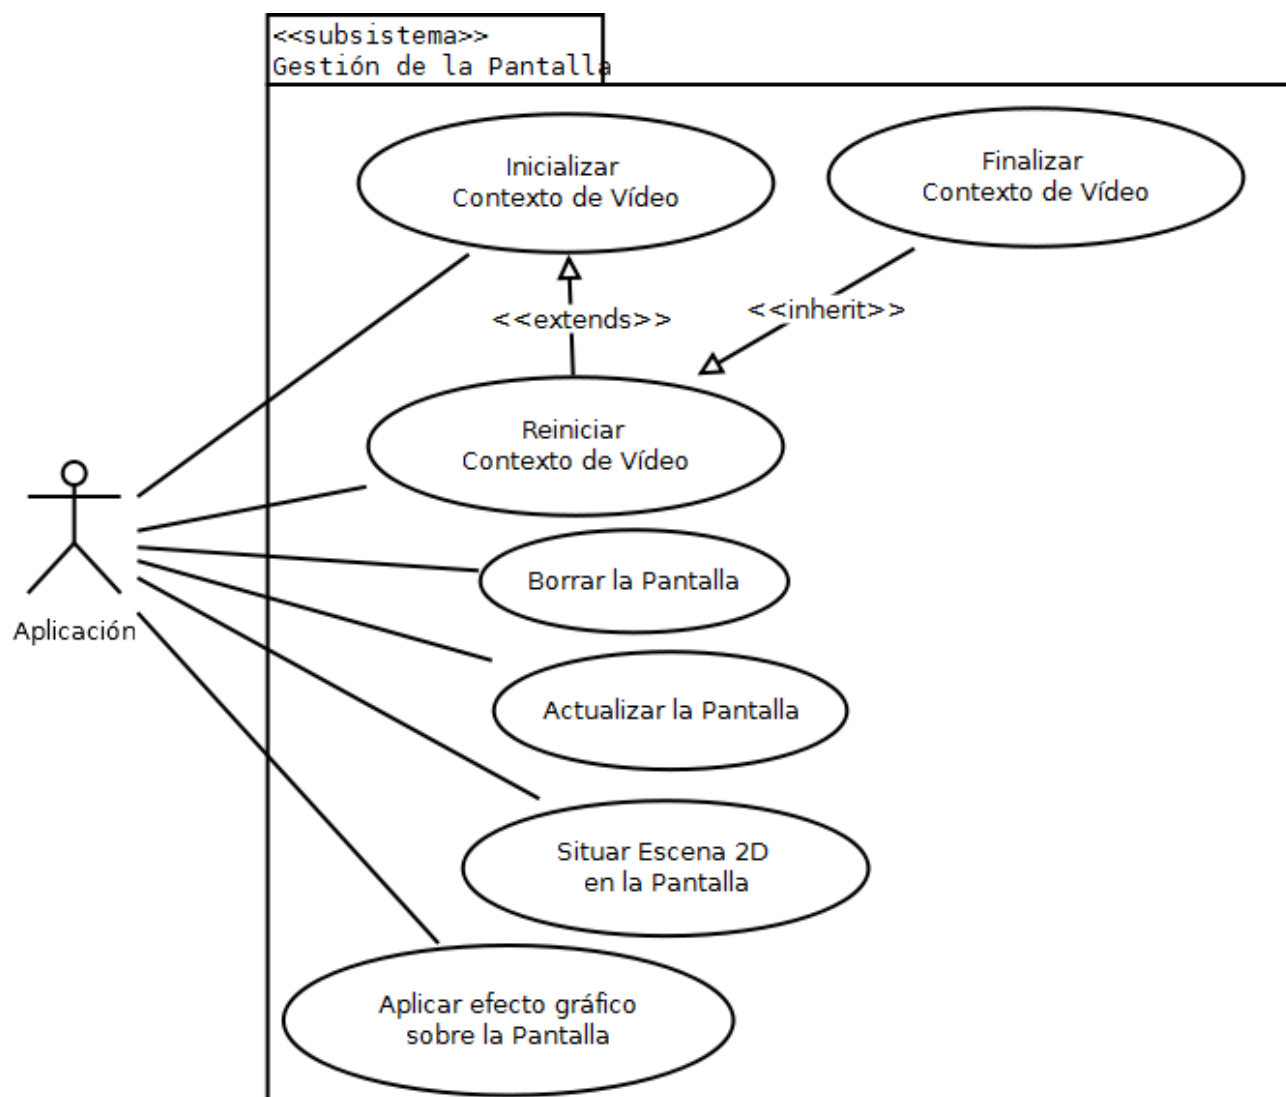 <<subsistema>>
Gestión de la Pantalla
Inicializar
Contexto de Vídeo
Finalizar
Contexto de Vídeo
<<extends>>
<<inherit>>
Reiniciar
Contexto de Vídeo
Borrar la Pantalla
Aplicación
Actualizar la Pantalla
Situar Escena 2D
en la Pantalla
Aplicar efecto gráfico
sobre la Pantalla